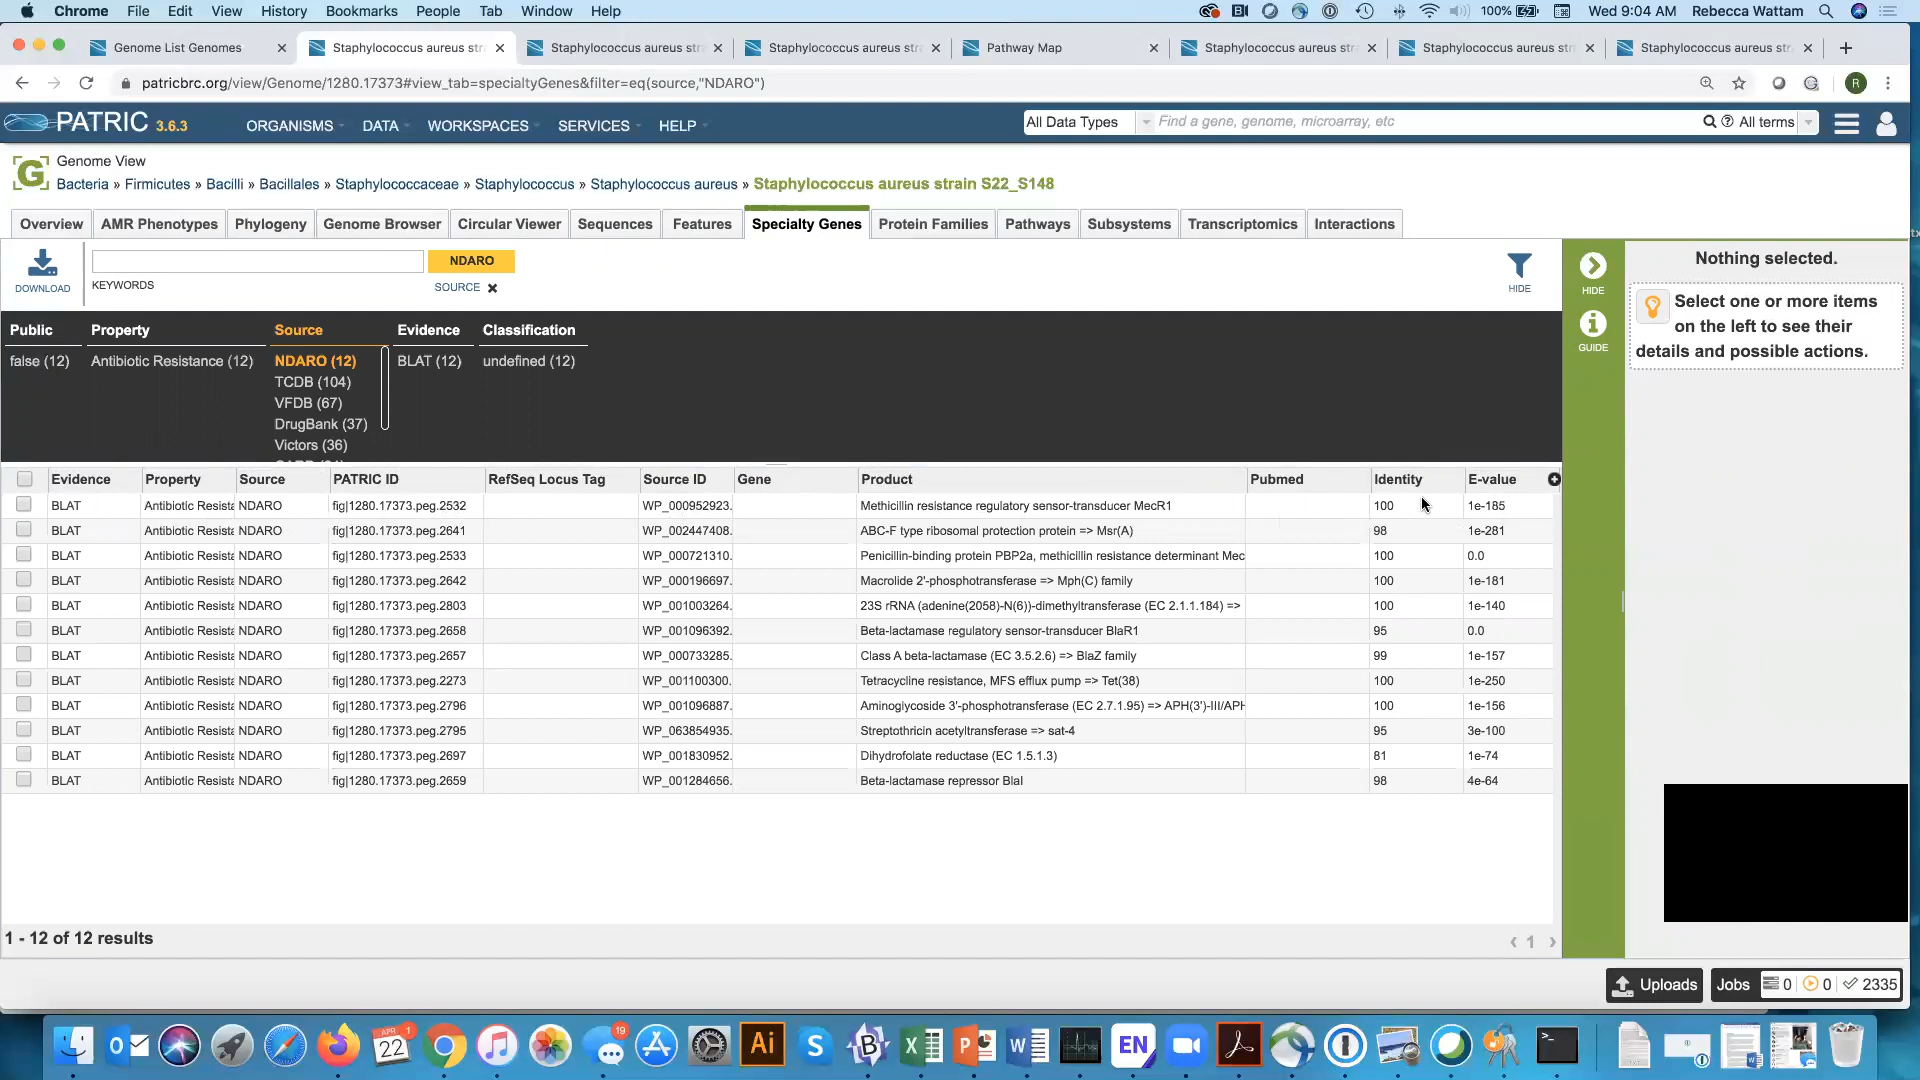 Chrome File Edit View History Bookmarks People Tab Window Help 100% Wed 9:04 AM Rebecca Wattam
Genome List Genomes Staphylococcus aureus str Staphylococcus aureus str Staphylococcus aureus str Pathway Map Staphylococcus aureus str Staphylococcus aureus str Staphylococcus aureus str
patricbrc.org/view/Genome/1280.17373#view_tab=specialtyGenes&filter=eq(source,"NDARO") R
PATRIC 3.6.3 ORGANISMS DATA WORKSPACES SERVICES HELP All Data Types Find a gene, genome, microarray, etc All terms
G Genome View
Bacteria » Firmicutes » Bacilli » Bacillales » Staphylococcaceae » Staphylococcus » Staphylococcus aureus » Staphylococcus aureus strain S22_S148
Overview AMR Phenotypes Phylogeny Genome Browser Circular Viewer Sequences Features Specialty Genes Protein Families Pathways Subsystems Transcriptomics Interactions
NDARO
DOWNLOAD KEYWORDS SOURCE ✖ HIDE
HIDE
GUIDE
Nothing selected.
Select one or more items
on the left to see their
details and possible actions.
Public Property Source Evidence Classification
false (12) Antibiotic Resistance (12) NDARO (12) BLAT (12) undefined (12)
TCDB (104)
VFDB (67)
DrugBank (37)
Victors (36)
Evidence Property Source PATRIC ID RefSeq Locus Tag Source ID Gene Product Pubmed Identity E-value
BLAT Antibiotic Resista NDARO fig|1280.17373.peg.2532 WP_000952923. Methicillin resistance regulatory sensor-transducer MecR1 100 1e-185
BLAT Antibiotic Resista NDARO fig|1280.17373.peg.2641 WP_002447408. ABC-F type ribosomal protection protein => Msr(A) 98 1e-281
BLAT Antibiotic Resista NDARO fig|1280.17373.peg.2533 WP_000721310. Penicillin-binding protein PBP2a, methicillin resistance determinant Mec 100 0.0
BLAT Antibiotic Resista NDARO fig|1280.17373.peg.2642 WP_000196697. Macrolide 2'-phosphotransferase => Mph(C) family 100 1e-181
BLAT Antibiotic Resista NDARO fig|1280.17373.peg.2803 WP_001003264. 23S rRNA (adenine(2058)-N(6))-dimethyltransferase (EC 2.1.1.184) => 100 1e-140
BLAT Antibiotic Resista NDARO fig|1280.17373.peg.2658 WP_001096392. Beta-lactamase regulatory sensor-transducer BlaR1 95 0.0
BLAT Antibiotic Resista NDARO fig|1280.17373.peg.2657 WP_000733285. Class A beta-lactamase (EC 3.5.2.6) => BlaZ family 99 1e-157
BLAT Antibiotic Resista NDARO fig|1280.17373.peg.2273 WP_001100300. Tetracycline resistance, MFS efflux pump => Tet(38) 100 1e-250
BLAT Antibiotic Resista NDARO fig|1280.17373.peg.2796 WP_001096887. Aminoglycoside 3'-phosphotransferase (EC 2.7.1.95) => APH(3')-III/APH 100 1e-156
BLAT Antibiotic Resista NDARO fig|1280.17373.peg.2795 WP_063854935. Streptothricin acetyltransferase => sat-4 95 3e-100
BLAT Antibiotic Resista NDARO fig|1280.17373.peg.2697 WP_001830952. Dihydrofolate reductase (EC 1.5.1.3) 81 1e-74
BLAT Antibiotic Resista NDARO fig|1280.17373.peg.2659 WP_001284656. Beta-lactamase repressor BlaI 98 4e-64
1 - 12 of 12 results ‹ 1 ›
Uploads Jobs 0 0 2335
APR 22 1 19 Ai EN